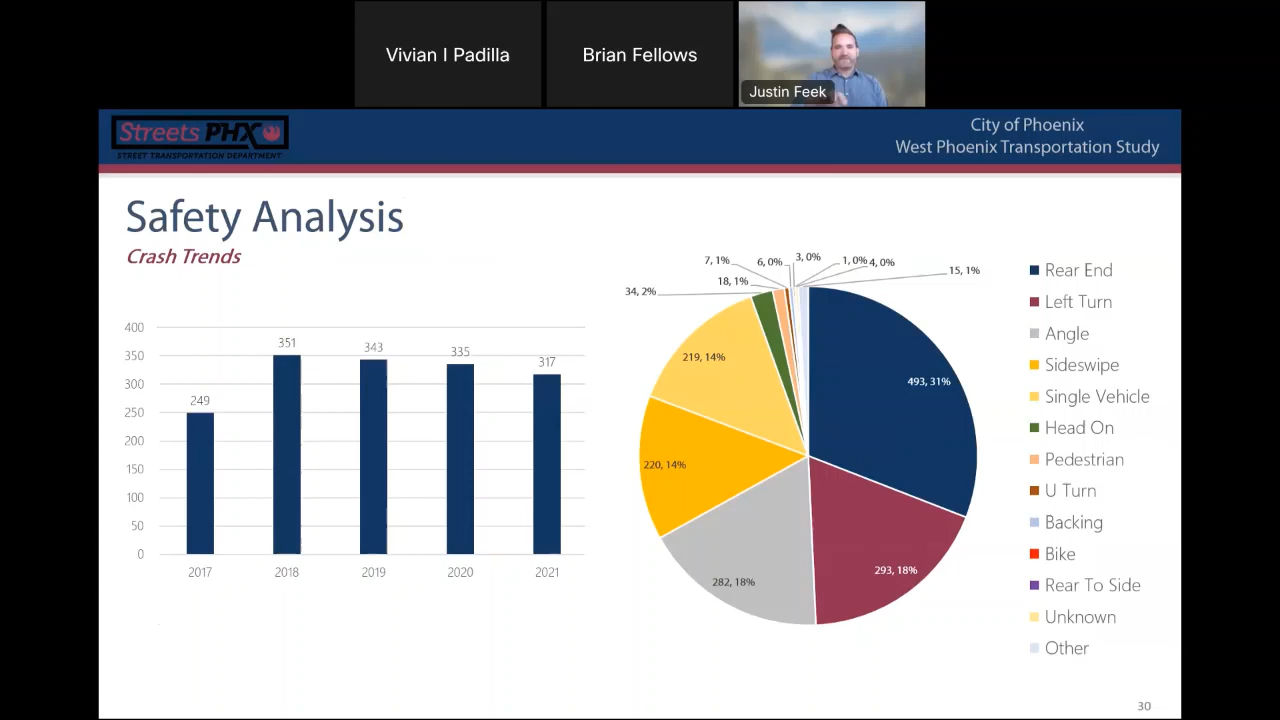 Vivian I Padilla
Brian Fellows
Justin Feek
Streets PHX
STREET TRANSPORTATION DEPARTMENT
City of Phoenix
West Phoenix Transportation Study
Safety Analysis
Crash Trends
400
350
300
250
200
150
100
50
0
249
351
343
335
317
2017
2018
2019
2020
2021
34, 2%
18, 1%
7, 1%
6, 0%
3, 0%
1, 0%
4, 0%
15, 1%
493, 31%
293, 18%
282, 18%
220, 14%
219, 14%
Rear End
Left Turn
Angle
Sideswipe
Single Vehicle
Head On
Pedestrian
U Turn
Backing
Bike
Rear To Side
Unknown
Other
30